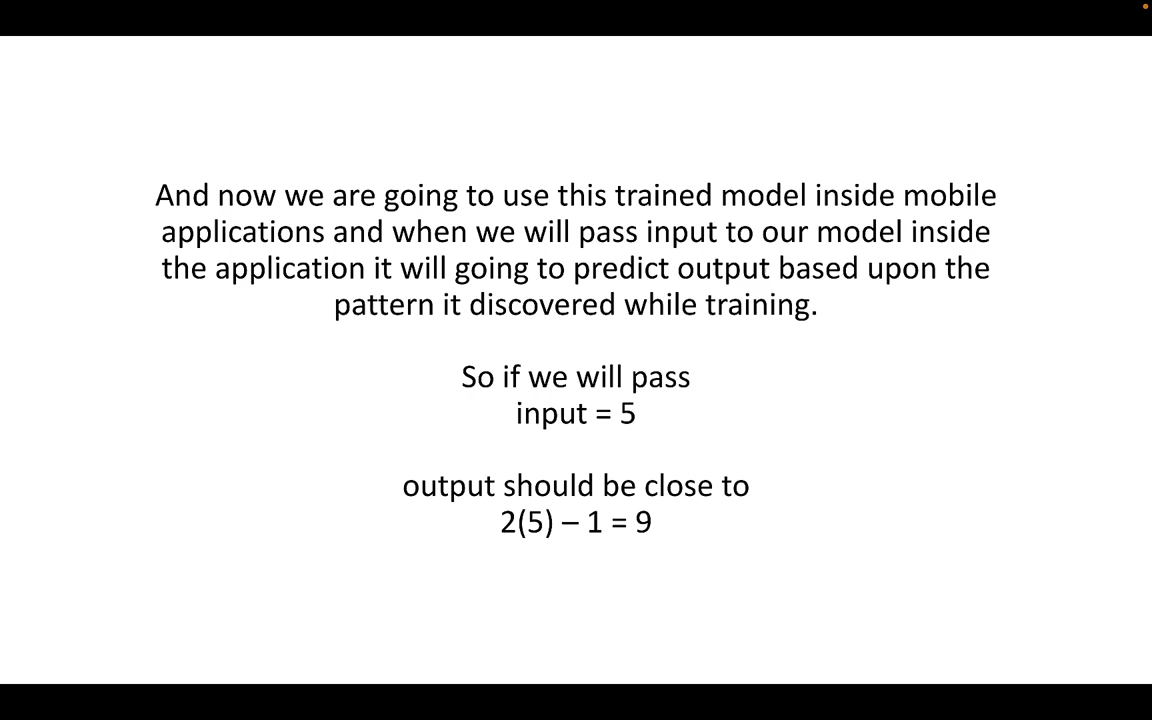 And now we are going to use this trained model inside mobile
applications and when we will pass input to our model inside
the application it will going to predict output based upon the
pattern it discovered while training.
So if we will pass
input = 5
output should be close to
2(5) – 1 = 9